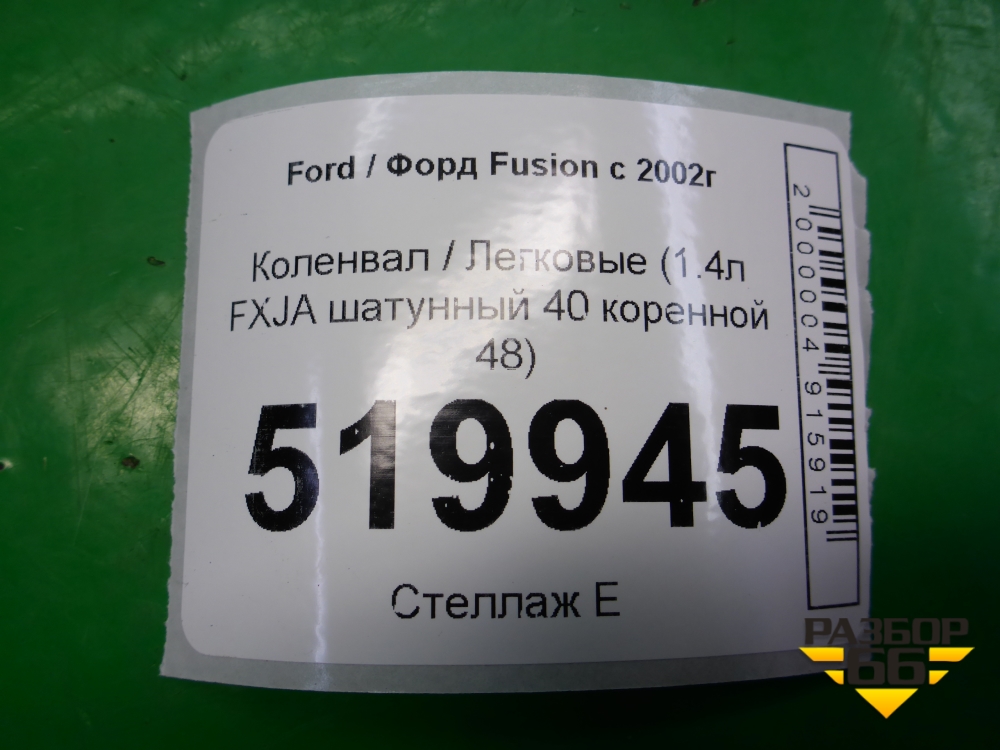 Ford / Форд Fusion с 2002г
Коленвал / Легковые (1.4л
FXJA шатунный 40 коренной
48)
519945
Стеллаж Е
2000004915919
РАЗБОР
66